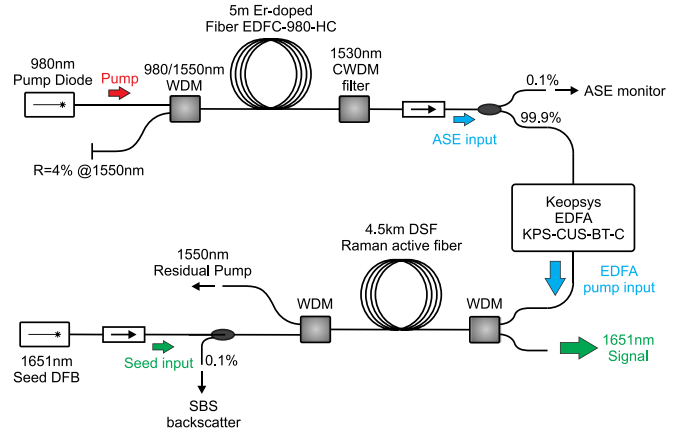 5m Er-doped
Fiber EDFC-980-HC
980nm
Pump Diode
Pump
980/1550nm
WDM
1530nm
CWDM
filter
0.1%
ASE monitor
99.9%
ASE input
R=4% @1550nm
Keopsys
EDFA
KPS-CUS-BT-C
4.5km DSF
Raman active fiber
1550nm
Residual Pump
EDFA
pump input
WDM
WDM
1651nm
Signal
Seed input
0.1%
1651nm
Seed DFB
SBS
backscatter